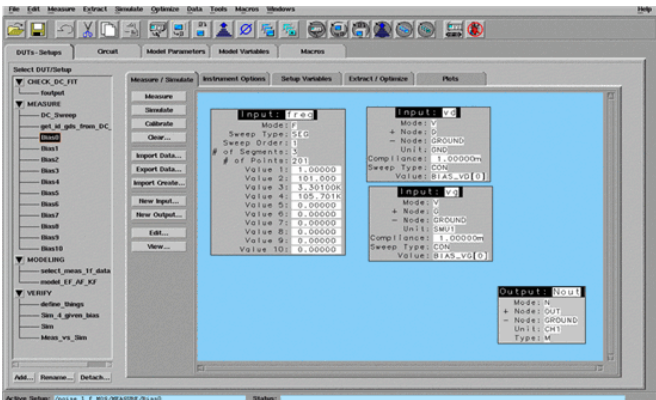 File Edit Measure Extract Simulate Optimize Data Tools Macros Windows Help
DUTs-Setups Circuit Model Parameters Model Variables Macros
Select DUT/Setup
CHECK_DC_FIT
foutput
MEASURE
DC_Sweep
get_id_gds_from_DC_
Bias0
Bias1
Bias2
Bias3
Bias4
Bias5
Bias6
Bias7
Bias8
Bias9
Bias10
MODELING
select_meas_1f_data
model_EF_AF_KF
VERIFY
define_things
Sim_4_given_bias
Sim
Meas_vs_Sim
Add... Rename... Detach...
Measure / Simulate Instrument Options Setup Variables Extract / Optimize Plots
Measure
Simulate
Calibrate
Clear...
Import Data...
Export Data...
Import Create...
New Input...
New Output...
Edit...
View...
Input: freq
Mode: F
Sweep Type: SEG
Sweep Order: 1
# of Segments: 3
# of Points: 201
Value 1: 1.00000
Value 2: 101.000
Value 3: 3.30100K
Value 4: 105.701K
Value 5: 0.00000
Value 6: 0.00000
Value 7: 0.00000
Value 8: 0.00000
Value 9: 0.00000
Value 10: 0.00000
Input: vd
Mode: V
+ Node: D
- Node: GROUND
Unit: GND
Compliance: 1.00000m
Sweep Type: CON
Value: BIAS_VD[0]
Input: vg
Mode: V
+ Node: G
- Node: GROUND
Unit: SMU1
Compliance: 1.00000m
Sweep Type: CON
Value: BIAS_VG[0]
Output: Nout
Mode: N
+ Node: OUT
- Node: GROUND
Unit: CH1
Type: M
Active Setup: /noise_1_f_MOS/MEASURE/Bias0 Status: